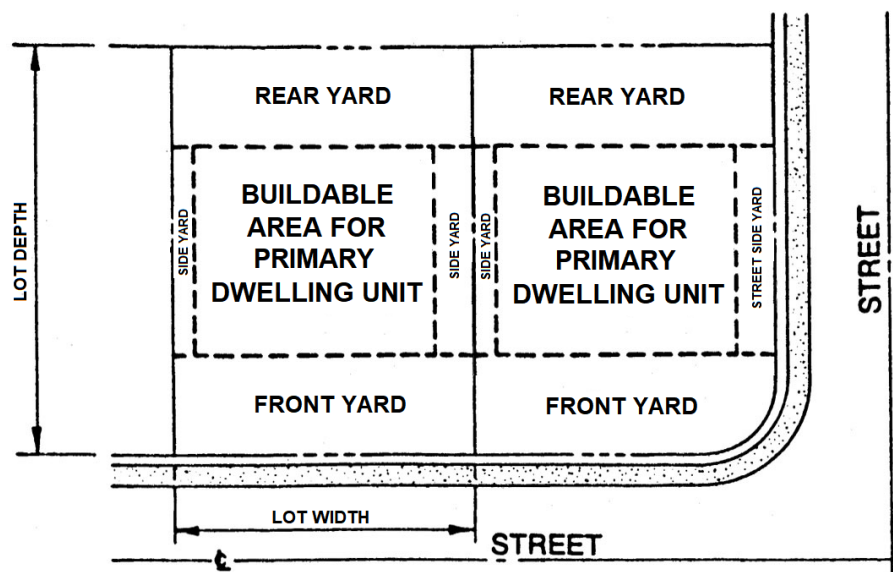 REAR YARD
REAR YARD
LOT DEPTH
SIDE YARD
BUILDABLE
AREA FOR
PRIMARY
DWELLING UNIT
SIDE YARD
SIDE YARD
BUILDABLE
AREA FOR
PRIMARY
DWELLING UNIT
STREET SIDE YARD
STREET
FRONT YARD
FRONT YARD
LOT WIDTH
STREET
℄